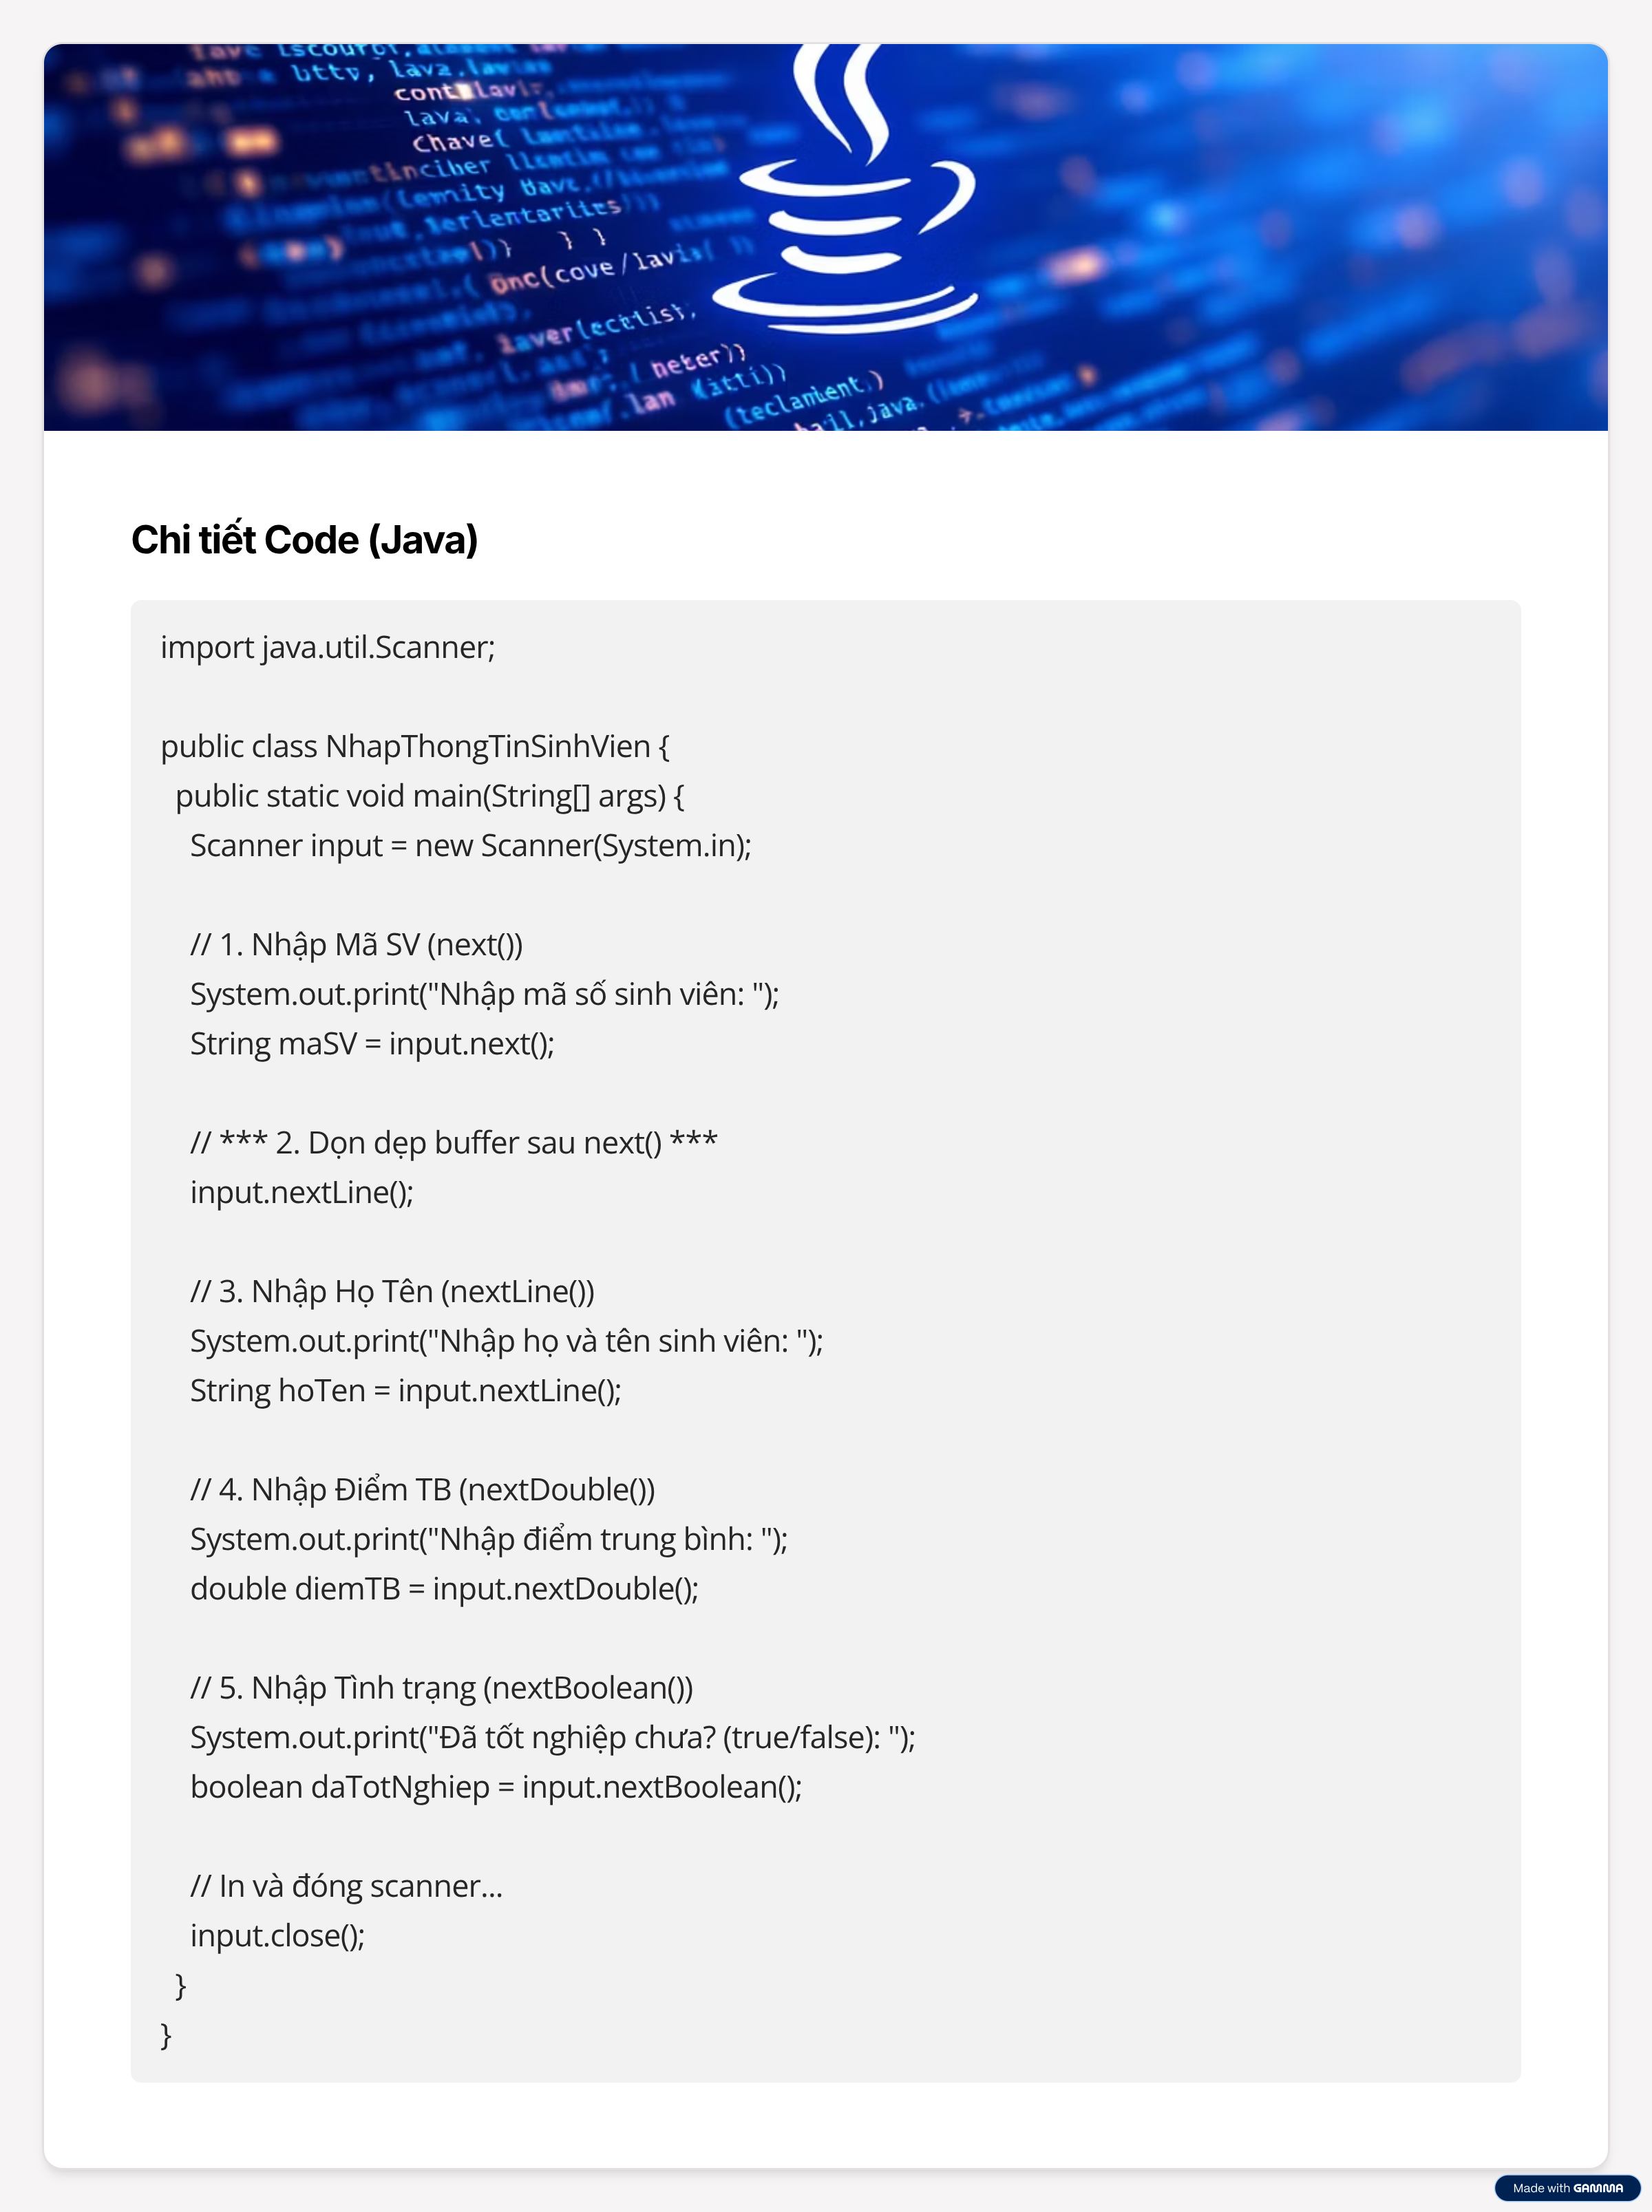 Chi tiết Code (Java)
import java.util.Scanner;
public class NhapThongTinSinhVien {
public static void main(String[] args) {
Scanner input = new Scanner(System.in);
// 1. Nhập Mã SV (next())
System.out.print("Nhập mã số sinh viên: ");
String maSV = input.next();
// *** 2. Dọn dẹp buffer sau next() ***
input.nextLine();
// 3. Nhập Họ Tên (nextLine())
System.out.print("Nhập họ và tên sinh viên: ");
String hoTen = input.nextLine();
// 4. Nhập Điểm TB (nextDouble())
System.out.print("Nhập điểm trung bình: ");
double diemTB = input.nextDouble();
// 5. Nhập Tình trạng (nextBoolean())
System.out.print("Đã tốt nghiệp chưa? (true/false): ");
boolean daTotNghiep = input.nextBoolean();
// In và đóng scanner...
input.close();
}
}
Made with GAMMA